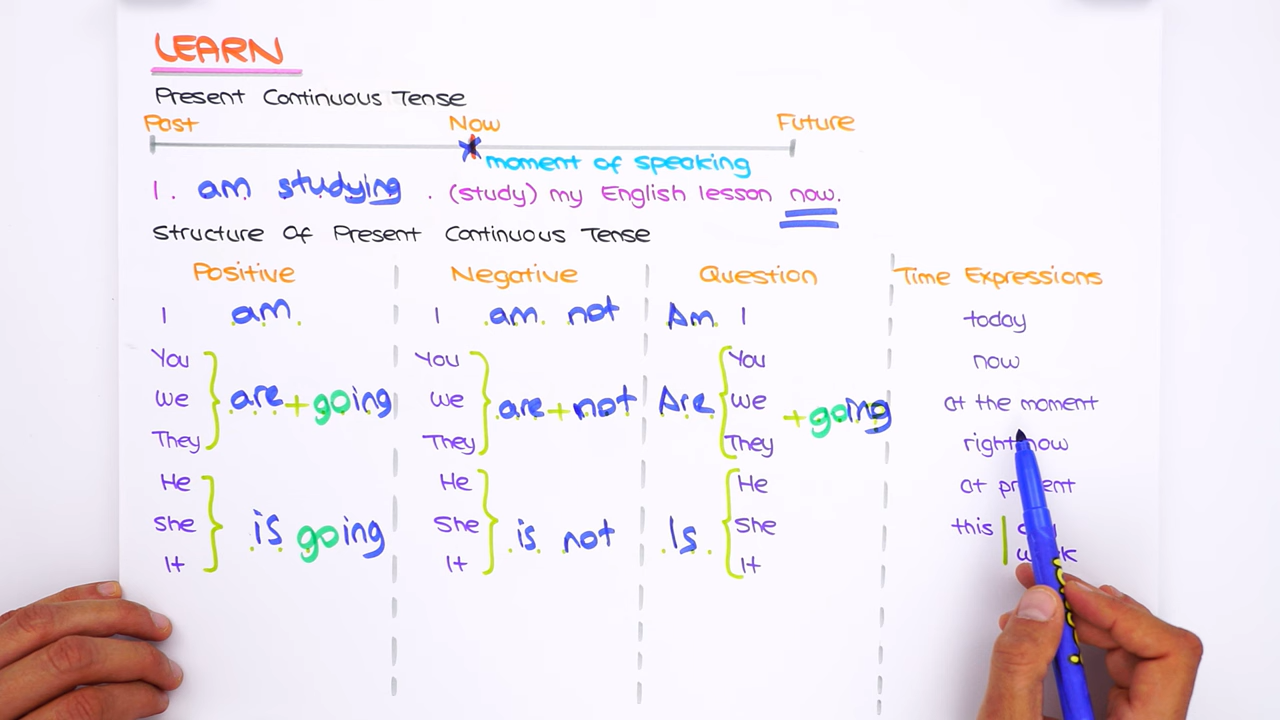 LEARN
Present Continuous Tense
Past Now Future
moment of speaking
I. am studying . (study) my English lesson now.
Structure Of Present Continuous Tense
Positive Negative Question Time Expressions
I am. I .am. not Am. I today
You You You now
we are + going we are + not Are we + going at the moment
They They They right now
He He He at
She is going She is not Is She this
It It It